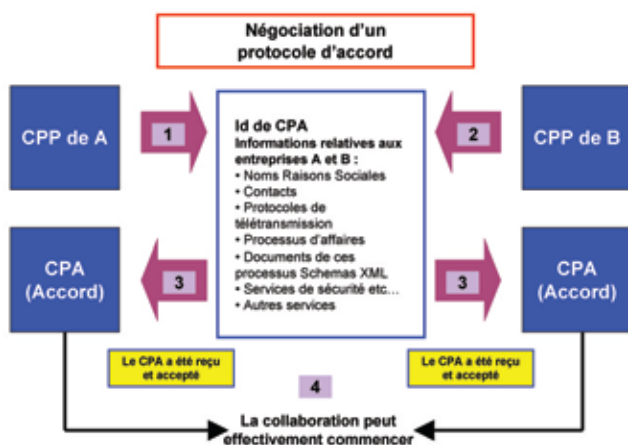 Négociation d'un
protocole d'accord
CPP de A
1
Id de CPA
Informations relatives aux
entreprises A et B :
• Noms Raisons Sociales
• Contacts
• Protocoles de
télétransmission
• Processus d'affaires
• Documents de ces
processus Schemas XML
• Services de sécurité etc...
• Autres services
2
CPP de B
CPA
(Accord)
3
3
CPA
(Accord)
Le CPA a été reçu
et accepté
Le CPA a été reçu
et accepté
4
La collaboration peut
effectivement commencer